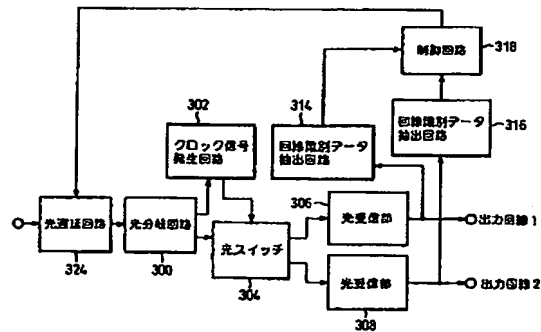 制御回路
318
302
314
クロック信号
発生回路
回線識別データ
抽出回路
回線識別データ
抽出回路
316
306
光遅延回路
光分岐回路
光スイッチ
光受信部
出力回線1
324
300
304
光受信部
出力回線2
308